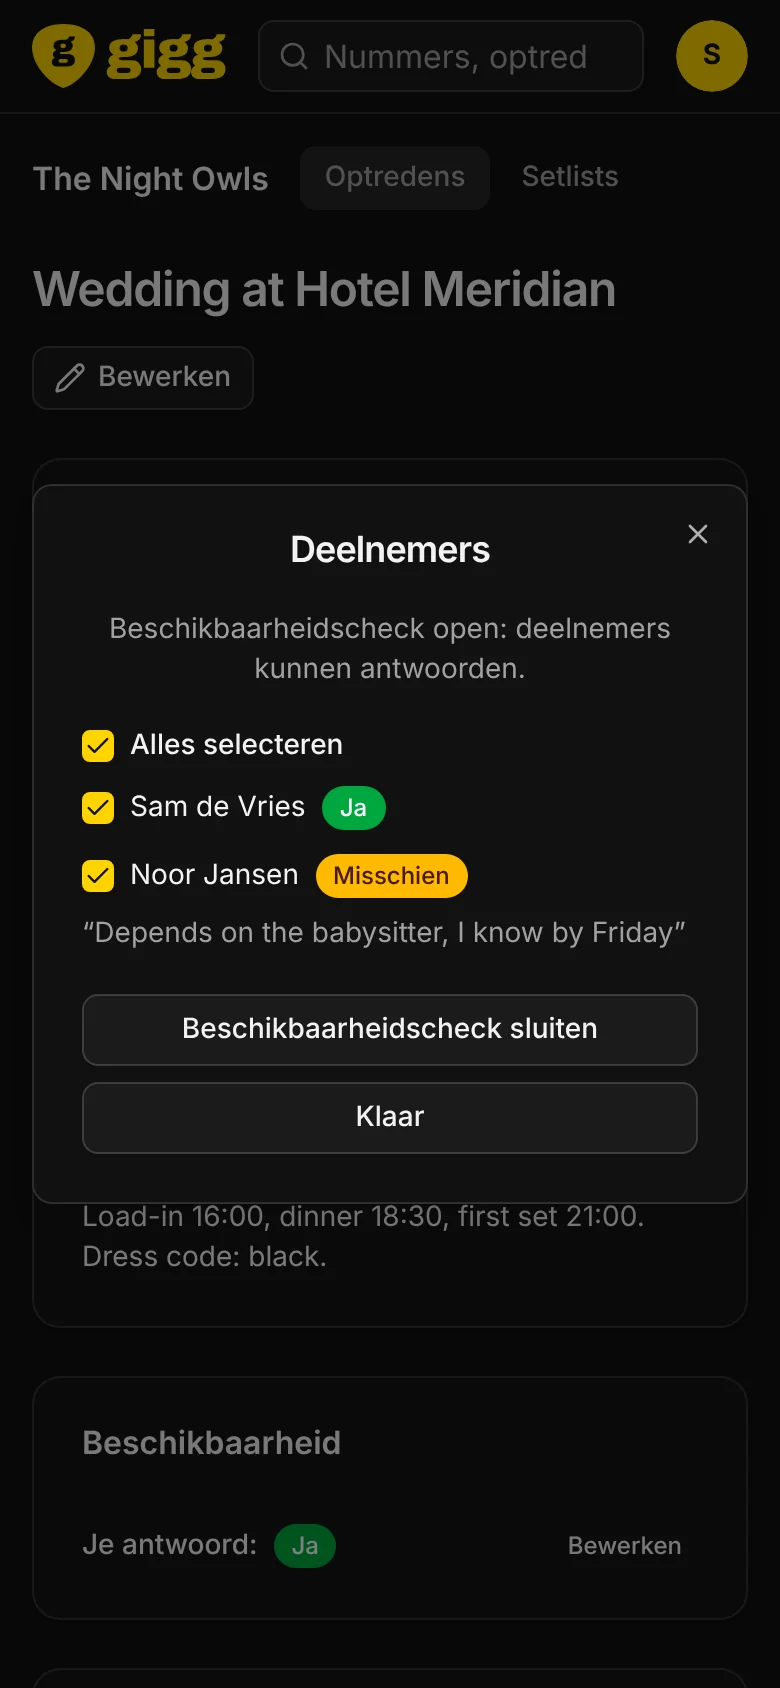 g gigg
Nummers, optred
S
The Night Owls
Optredens
Setlists
Wedding at Hotel Meridian
Bewerken
Deelnemers
Beschikbaarheidscheck open: deelnemers
kunnen antwoorden.
Alles selecteren
Sam de Vries Ja
Noor Jansen Misschien
“Depends on the babysitter, I know by Friday”
Beschikbaarheidscheck sluiten
Klaar
Load-in 16:00, dinner 18:30, first set 21:00.
Dress code: black.
Beschikbaarheid
Je antwoord: Ja
Bewerken